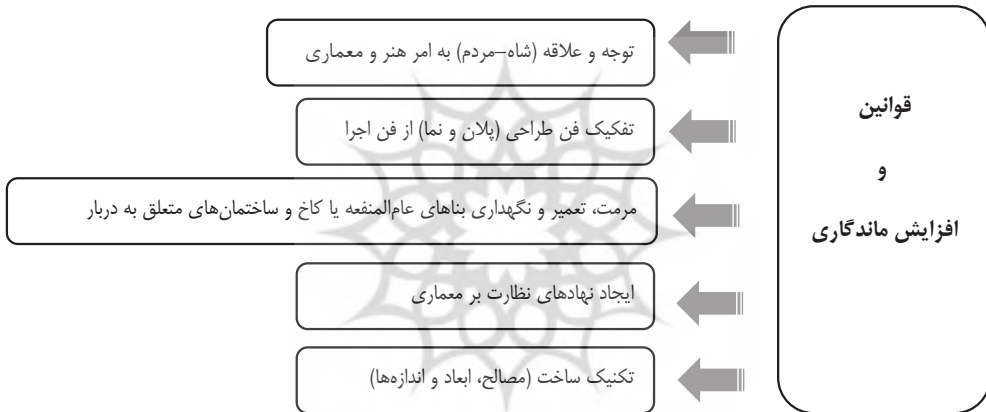 قوانین
و
افزایش ماندگاری
توجه و علاقه (شاه–مردم) به امر هنر و معماری
تفکیک فن طراحی (پلان و نما) از فن اجرا
مرمت، تعمیر و نگهداری بناهای عام‌المنفعه یا کاخ و ساختمان‌های متعلق به دربار
ایجاد نهادهای نظارت بر معماری
تکنیک ساخت (مصالح، ابعاد و اندازه‌ها)